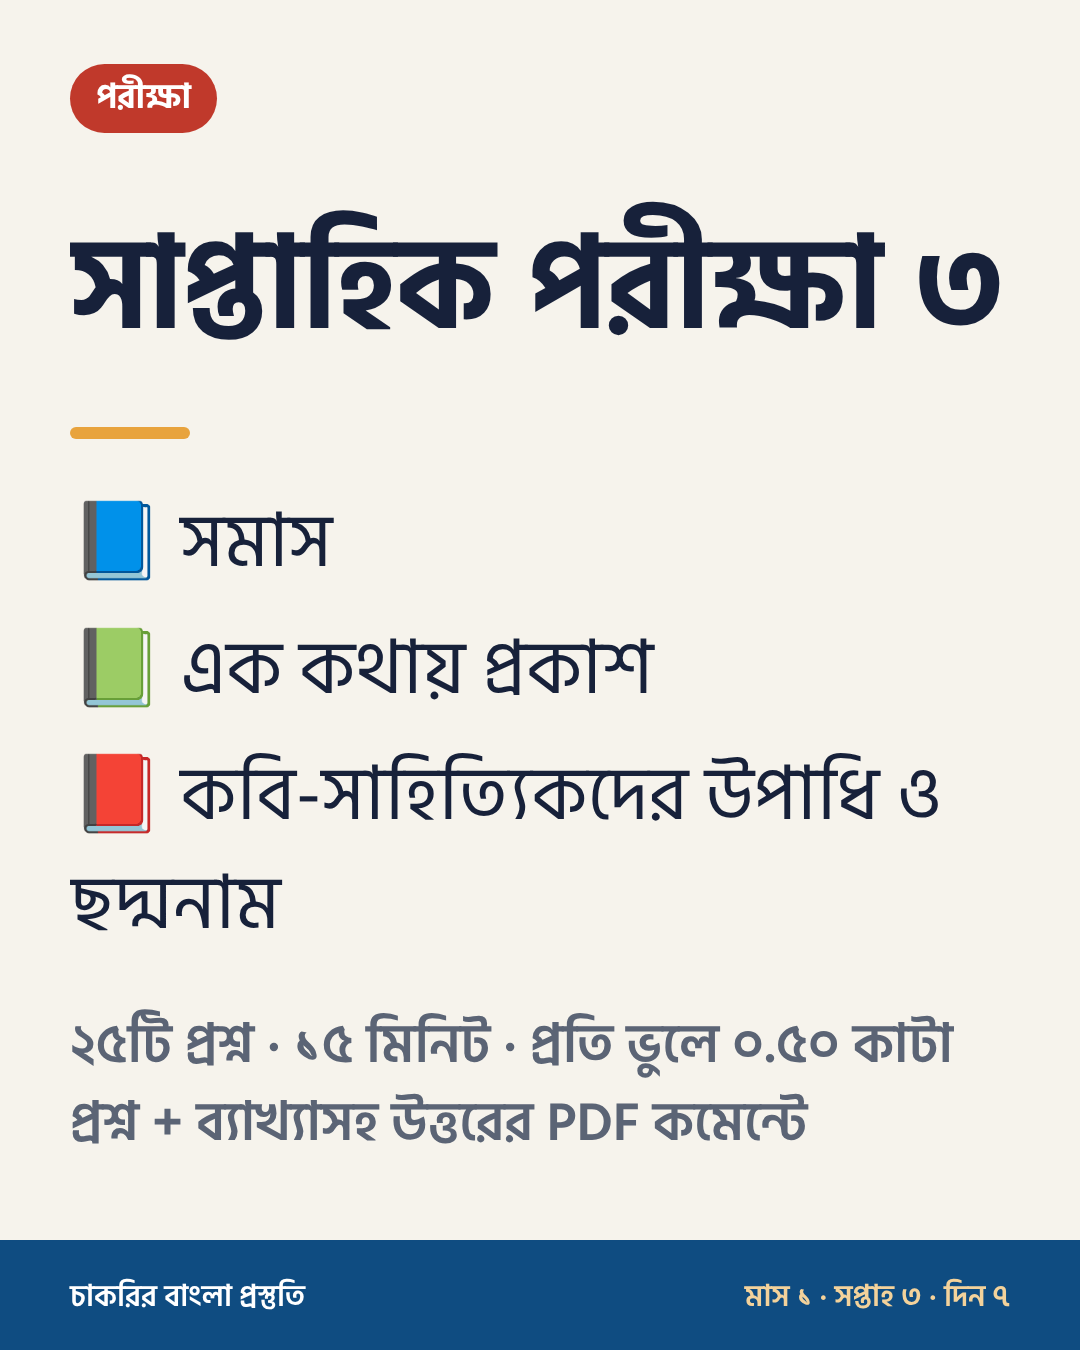 পরীক্ষা
সাপ্তাহিক পরীক্ষা ৩
📘 সমাস
📗 এক কথায় প্রকাশ
📕 কবি-সাহিত্যিকদের উপাধি ও
ছদ্মনাম
২৫টি প্রশ্ন · ১৫ মিনিট · প্রতি ভুলে ০.৫০ কাটা
প্রশ্ন + ব্যাখ্যাসহ উত্তরের PDF কমেন্টে
চাকরির বাংলা প্রস্তুতি
মাস ১ · সপ্তাহ ৩ · দিন ৭